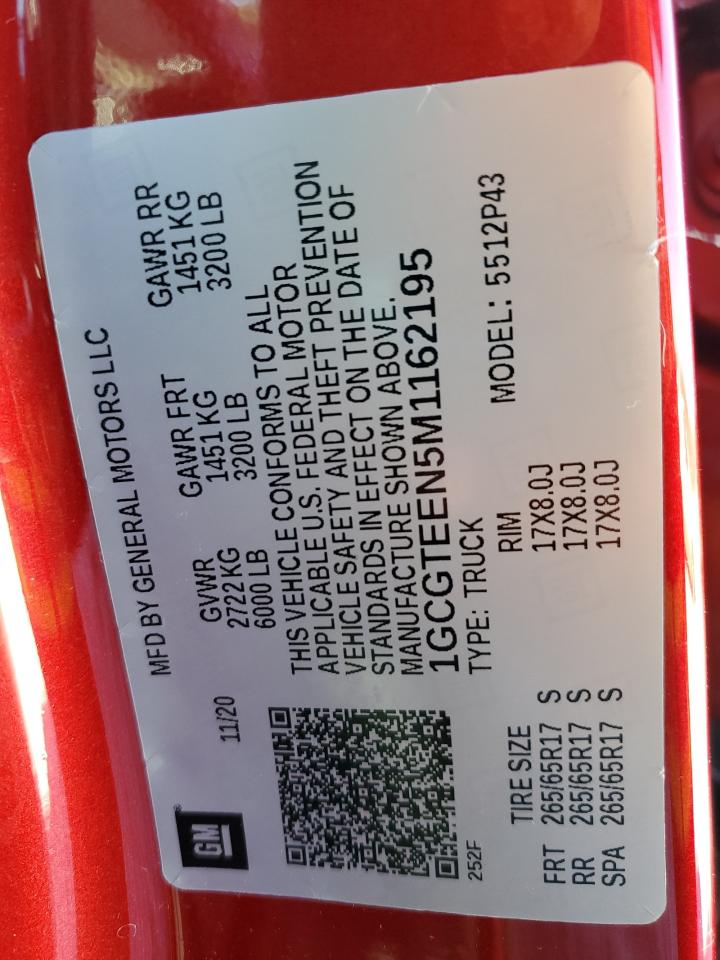 GM
MFD BY GENERAL MOTORS LLC
11/20
GVWR GAWR FRT GAWR RR
2722 KG 1451 KG 1451 KG
6000 LB 3200 LB 3200 LB
THIS VEHICLE CONFORMS TO ALL
APPLICABLE U.S. FEDERAL MOTOR
VEHICLE SAFETY AND THEFT PREVENTION
STANDARDS IN EFFECT ON THE DATE OF
MANUFACTURE SHOWN ABOVE.
1GCGTEEN5M1162195
252F
TYPE: TRUCK MODEL: 5512P43
TIRE SIZE RIM
FRT 265/65R17 S 17X8.0J
RR 265/65R17 S 17X8.0J
SPA 265/65R17 S 17X8.0J